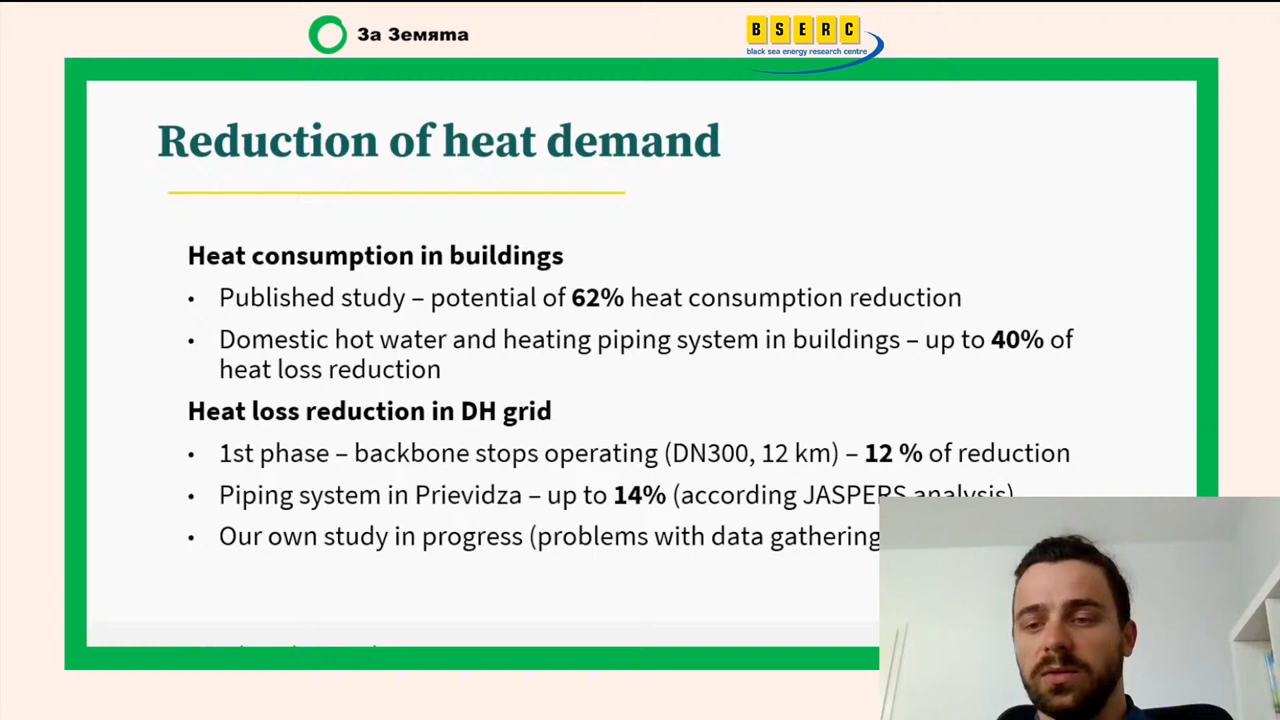 За Земята
B S E R C
black sea energy research centre
Reduction of heat demand
Heat consumption in buildings
• Published study – potential of 62% heat consumption reduction
• Domestic hot water and heating piping system in buildings – up to 40% of
heat loss reduction
Heat loss reduction in DH grid
• 1st phase – backbone stops operating (DN300, 12 km) – 12 % of reduction
• Piping system in Prievidza – up to 14% (according JASPERS analysis)
• Our own study in progress (problems with data gathering